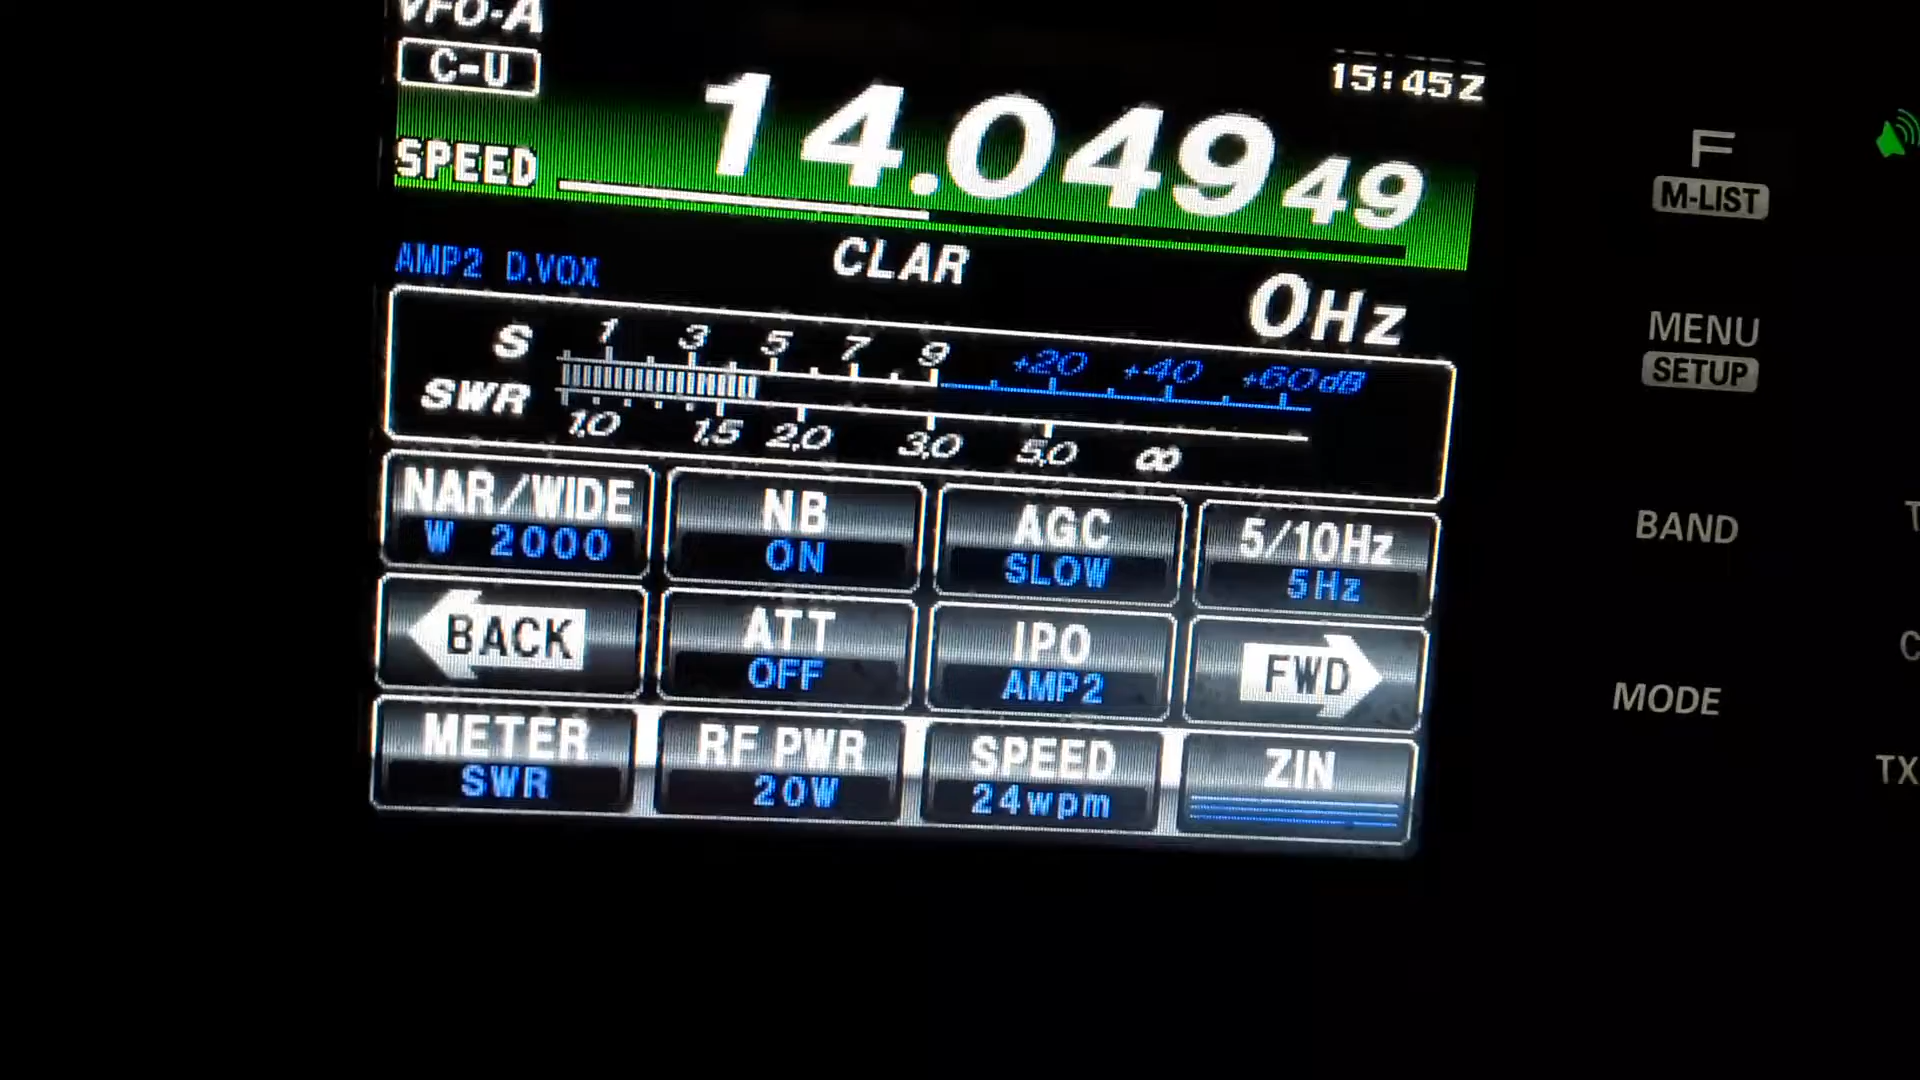 VFO-A
C-U
15:45Z
14.04949
SPEED
AMP2 D.VOX
CLAR
0Hz
S 1 3 5 7 9 +20 +40 +60dB
SWR 1,0 1,5 2,0 3,0 5,0 ∞
NAR/WIDE NB AGC 5/10Hz
W 2000 ON SLOW 5Hz
BACK ATT IPO FWD
OFF AMP2
METER RF PWR SPEED ZIN
SWR 20W 24wpm
F
M-LIST
MENU
SETUP
BAND
MODE
TX